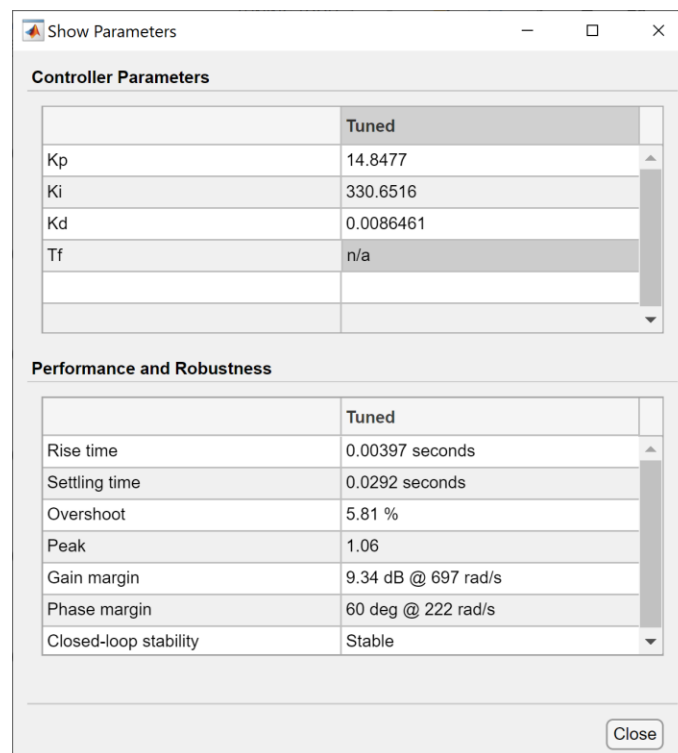 Show Parameters
Controller Parameters
Tuned
Kp 14.8477
Ki 330.6516
Kd 0.0086461
Tf n/a
Performance and Robustness
Tuned
Rise time 0.00397 seconds
Settling time 0.0292 seconds
Overshoot 5.81 %
Peak 1.06
Gain margin 9.34 dB @ 697 rad/s
Phase margin 60 deg @ 222 rad/s
Closed-loop stability Stable
Close